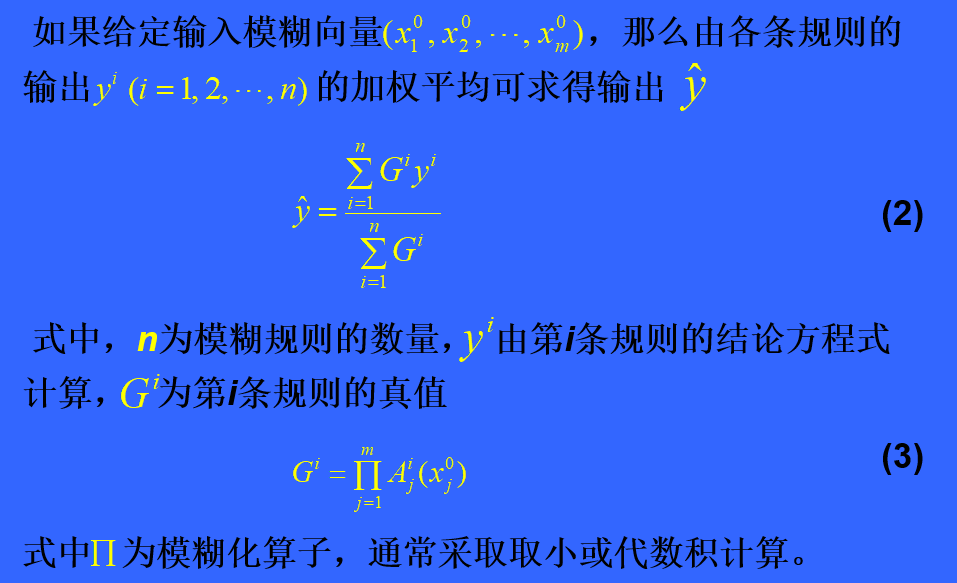 如果给定输入模糊向量$(x_1^0, x_2^0, \cdots, x_m^0)$，那么由各条规则的
输出$y^i$ $(i=1,2,\cdots,n)$ 的加权平均可求得输出 $\hat{y}$
$\hat{y} = \frac{\sum_{i=1}^{n} G^i y^i}{\sum_{i=1}^{n} G^i}$ (2)
式中，n为模糊规则的数量，$y^i$由第i条规则的结论方程式
计算，$G^i$为第i条规则的真值
$G^i = \prod_{j=1}^{m} A_j^i(x_j^0)$ (3)
式中∏为模糊化算子，通常采取取小或代数积计算。